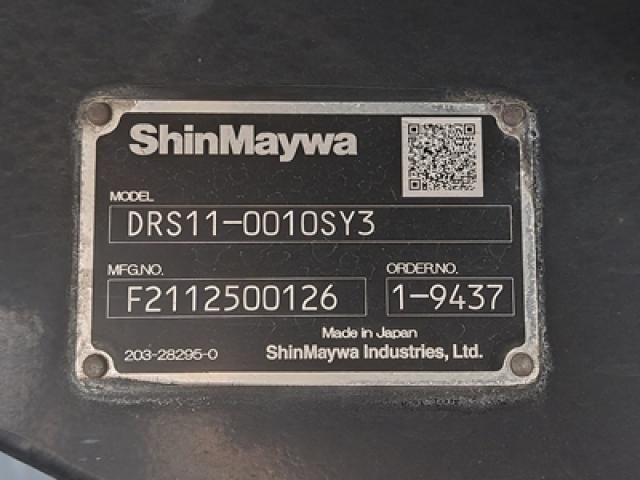 ShinMaywa
MODEL
DRS11-0010SY3
MFG.NO. ORDER.NO.
F2112500126 1-9437
Made in Japan
203-28295-0 ShinMaywa Industries, Ltd.